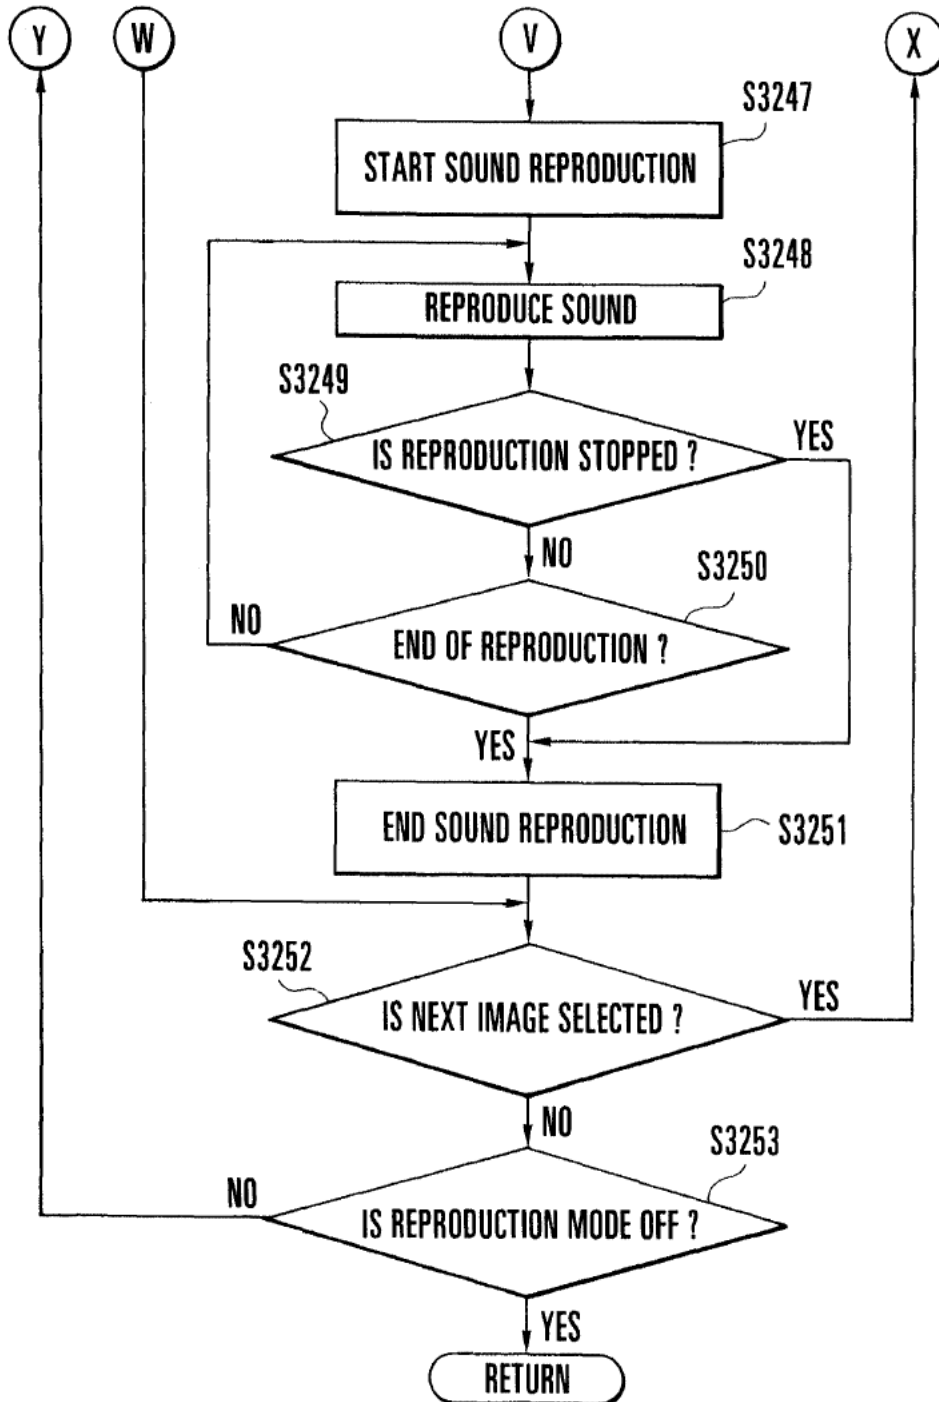 Y
W
V
X
S3247
START SOUND REPRODUCTION
S3248
REPRODUCE SOUND
S3249
IS REPRODUCTION STOPPED ?
YES
NO
S3250
END OF REPRODUCTION ?
NO
YES
END SOUND REPRODUCTION
S3251
S3252
IS NEXT IMAGE SELECTED ?
YES
NO
S3253
IS REPRODUCTION MODE OFF ?
NO
YES
RETURN